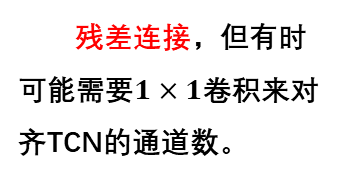 残差连接，但有时
可能需要1 × 1卷积来对
齐TCN的通道数。